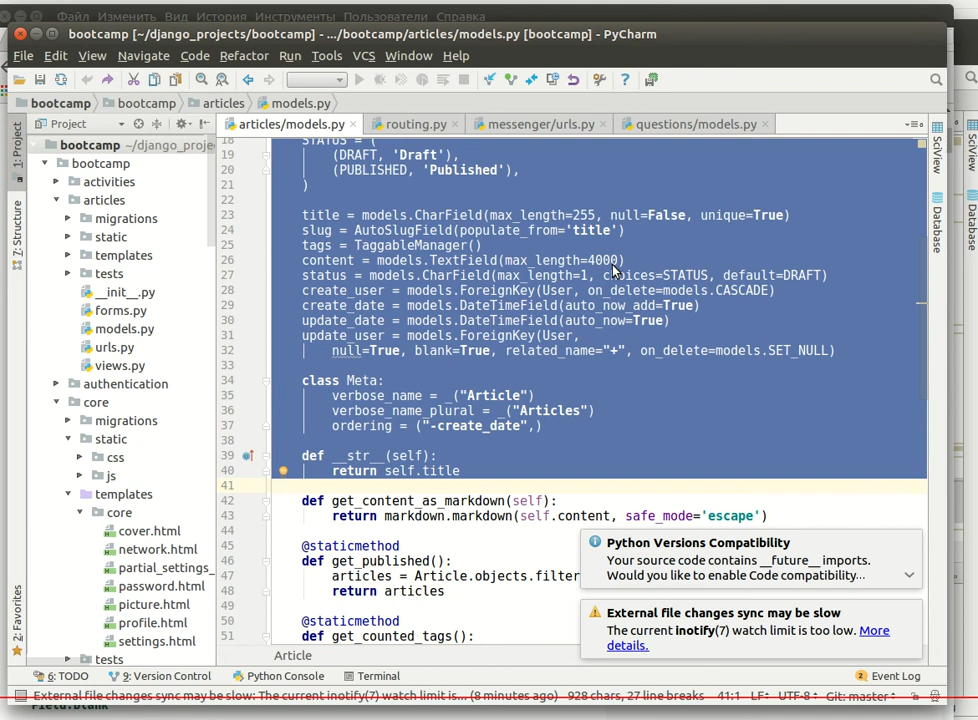 Файл Изменить Вид История Инструменты Пользователи Справка
bootcamp [~/django_projects/bootcamp] - .../bootcamp/articles/models.py [bootcamp] - PyCharm
File Edit View Navigate Code Refactor Run Tools VCS Window Help
bootcamp bootcamp articles models.py
Project articles/models.py routing.py messenger/urls.py questions/models.py
1: Project
7: Structure
2: Favorites
SciView
Database
SciView
Database
bootcamp ~/django_proje
bootcamp
activities
articles
migrations
static
templates
tests
__init__.py
forms.py
models.py
urls.py
views.py
authentication
core
migrations
static
css
js
templates
core
cover.html
network.html
partial_settings_
password.html
picture.html
profile.html
settings.html
tests
18 STATUS = (
19 (DRAFT, 'Draft'),
20 (PUBLISHED, 'Published'),
21 )
22
23 title = models.CharField(max_length=255, null=False, unique=True)
24 slug = AutoSlugField(populate_from='title')
25 tags = TaggableManager()
26 content = models.TextField(max_length=4000)
27 status = models.CharField(max_length=1, choices=STATUS, default=DRAFT)
28 create_user = models.ForeignKey(User, on_delete=models.CASCADE)
29 create_date = models.DateTimeField(auto_now_add=True)
30 update_date = models.DateTimeField(auto_now=True)
31 update_user = models.ForeignKey(User,
32 null=True, blank=True, related_name="+", on_delete=models.SET_NULL)
33
34 class Meta:
35 verbose_name = _("Article")
36 verbose_name_plural = _("Articles")
37 ordering = ("-create_date",)
38
39 def __str__(self):
40 return self.title
41
42 def get_content_as_markdown(self):
43 return markdown.markdown(self.content, safe_mode='escape')
44
45 @staticmethod
46 def get_published():
47 articles = Article.objects.filter
48 return articles
49
50 @staticmethod
51 def get_counted_tags():
Python Versions Compatibility
Your source code contains __future__ imports.
Would you like to enable Code compatibility...
External file changes sync may be slow
The current inotify(7) watch limit is too low. More
details.
Article
6: TODO 9: Version Control Python Console Terminal 2 Event Log
External file changes sync may be slow: The current inotify(7) watch limit is... (8 minutes ago) 928 chars, 27 line breaks 41:1 LF UTF-8 Git: master
Field.blank